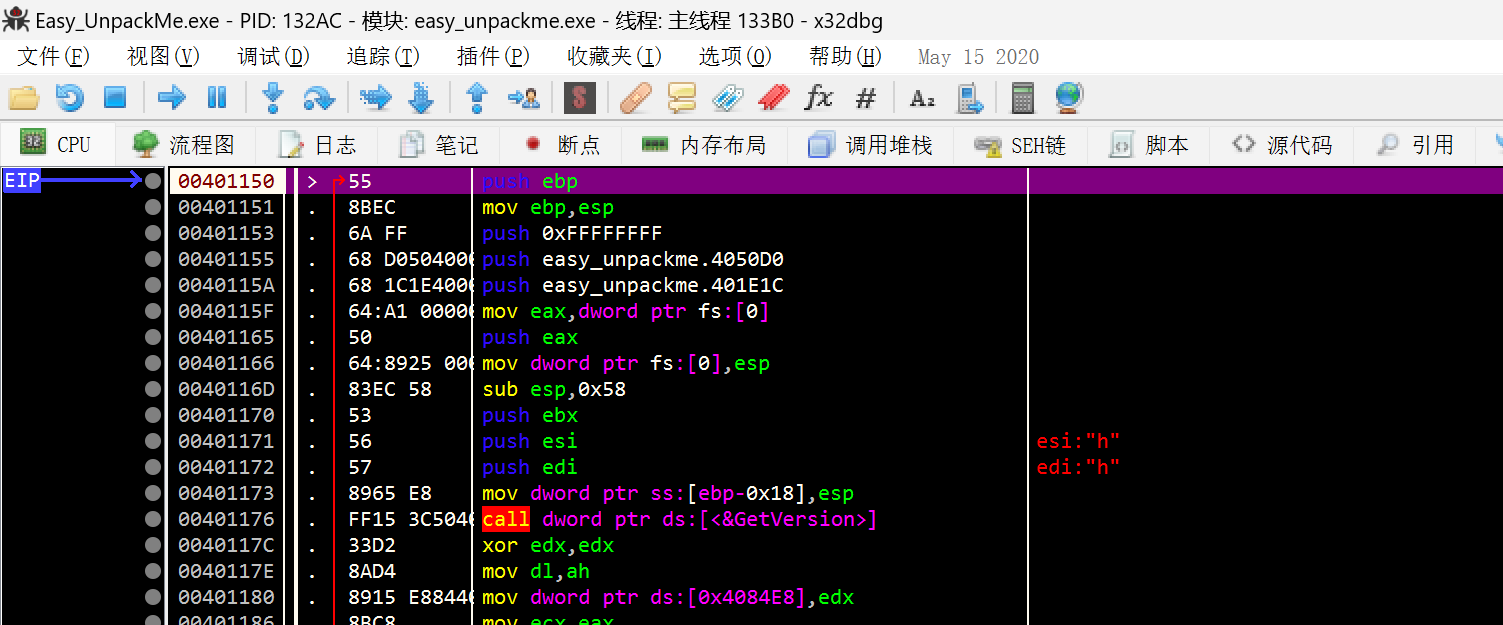 Easy_UnpackMe.exe - PID: 132AC - 模块: easy_unpackme.exe - 线程: 主线程 133B0 - x32dbg
文件(F) 视图(V) 调试(D) 追踪(T) 插件(P) 收藏夹(I) 选项(O) 帮助(H) May 15 2020
S fx # A₂
CPU 流程图 日志 笔记 断点 内存布局 调用堆栈 SEH链 脚本 源代码 引用
EIP 00401150 > 55 push ebp
00401151 . 8BEC mov ebp,esp
00401153 . 6A FF push 0xFFFFFFFF
00401155 . 68 D0504000 push easy_unpackme.4050D0
0040115A . 68 1C1E4000 push easy_unpackme.401E1C
0040115F . 64:A1 00000 mov eax,dword ptr fs:[0]
00401165 . 50 push eax
00401166 . 64:8925 000 mov dword ptr fs:[0],esp
0040116D . 83EC 58 sub esp,0x58
00401170 . 53 push ebx
00401171 . 56 push esi esi:"h"
00401172 . 57 push edi edi:"h"
00401173 . 8965 E8 mov dword ptr ss:[ebp-0x18],esp
00401176 . FF15 3C5040 call dword ptr ds:[<&GetVersion>]
0040117C . 33D2 xor edx,edx
0040117E . 8AD4 mov dl,ah
00401180 . 8915 E88440 mov dword ptr ds:[0x4084E8],edx
00401186 . 8BC8 mov ecx,eax